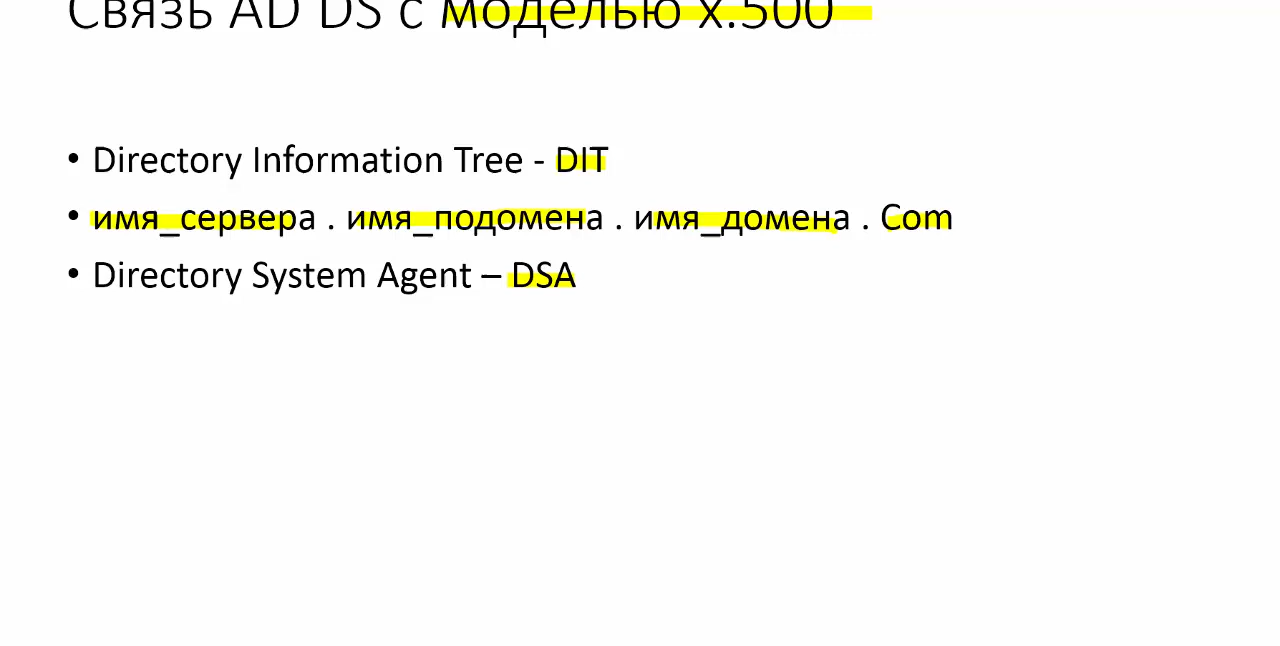 Связь AD DS с моделью x.500
• Directory Information Tree - DIT
• имя_сервера . имя_подомена . имя_домена . Com
• Directory System Agent – DSA